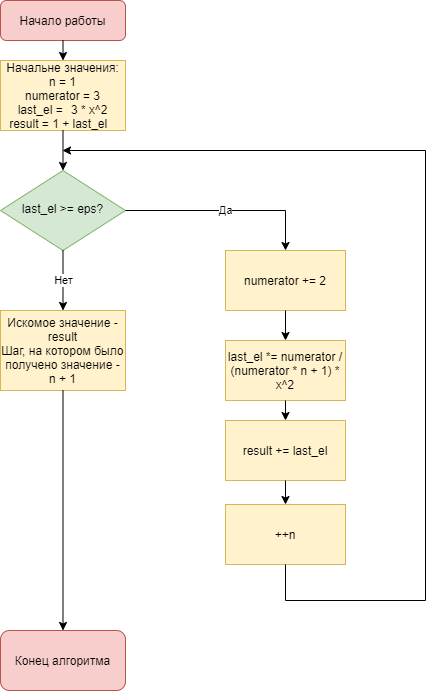 Начало работы
Начальне значения:
n = 1
numerator = 3
last_el = 3 * x^2
result = 1 + last_el
last_el >= eps?
Да
Нет
numerator += 2
Искомое значение -
result
Шаг, на котором было
получено значение -
n + 1
last_el *= numerator /
(numerator * n + 1) *
x^2
result += last_el
++n
Конец алгоритма